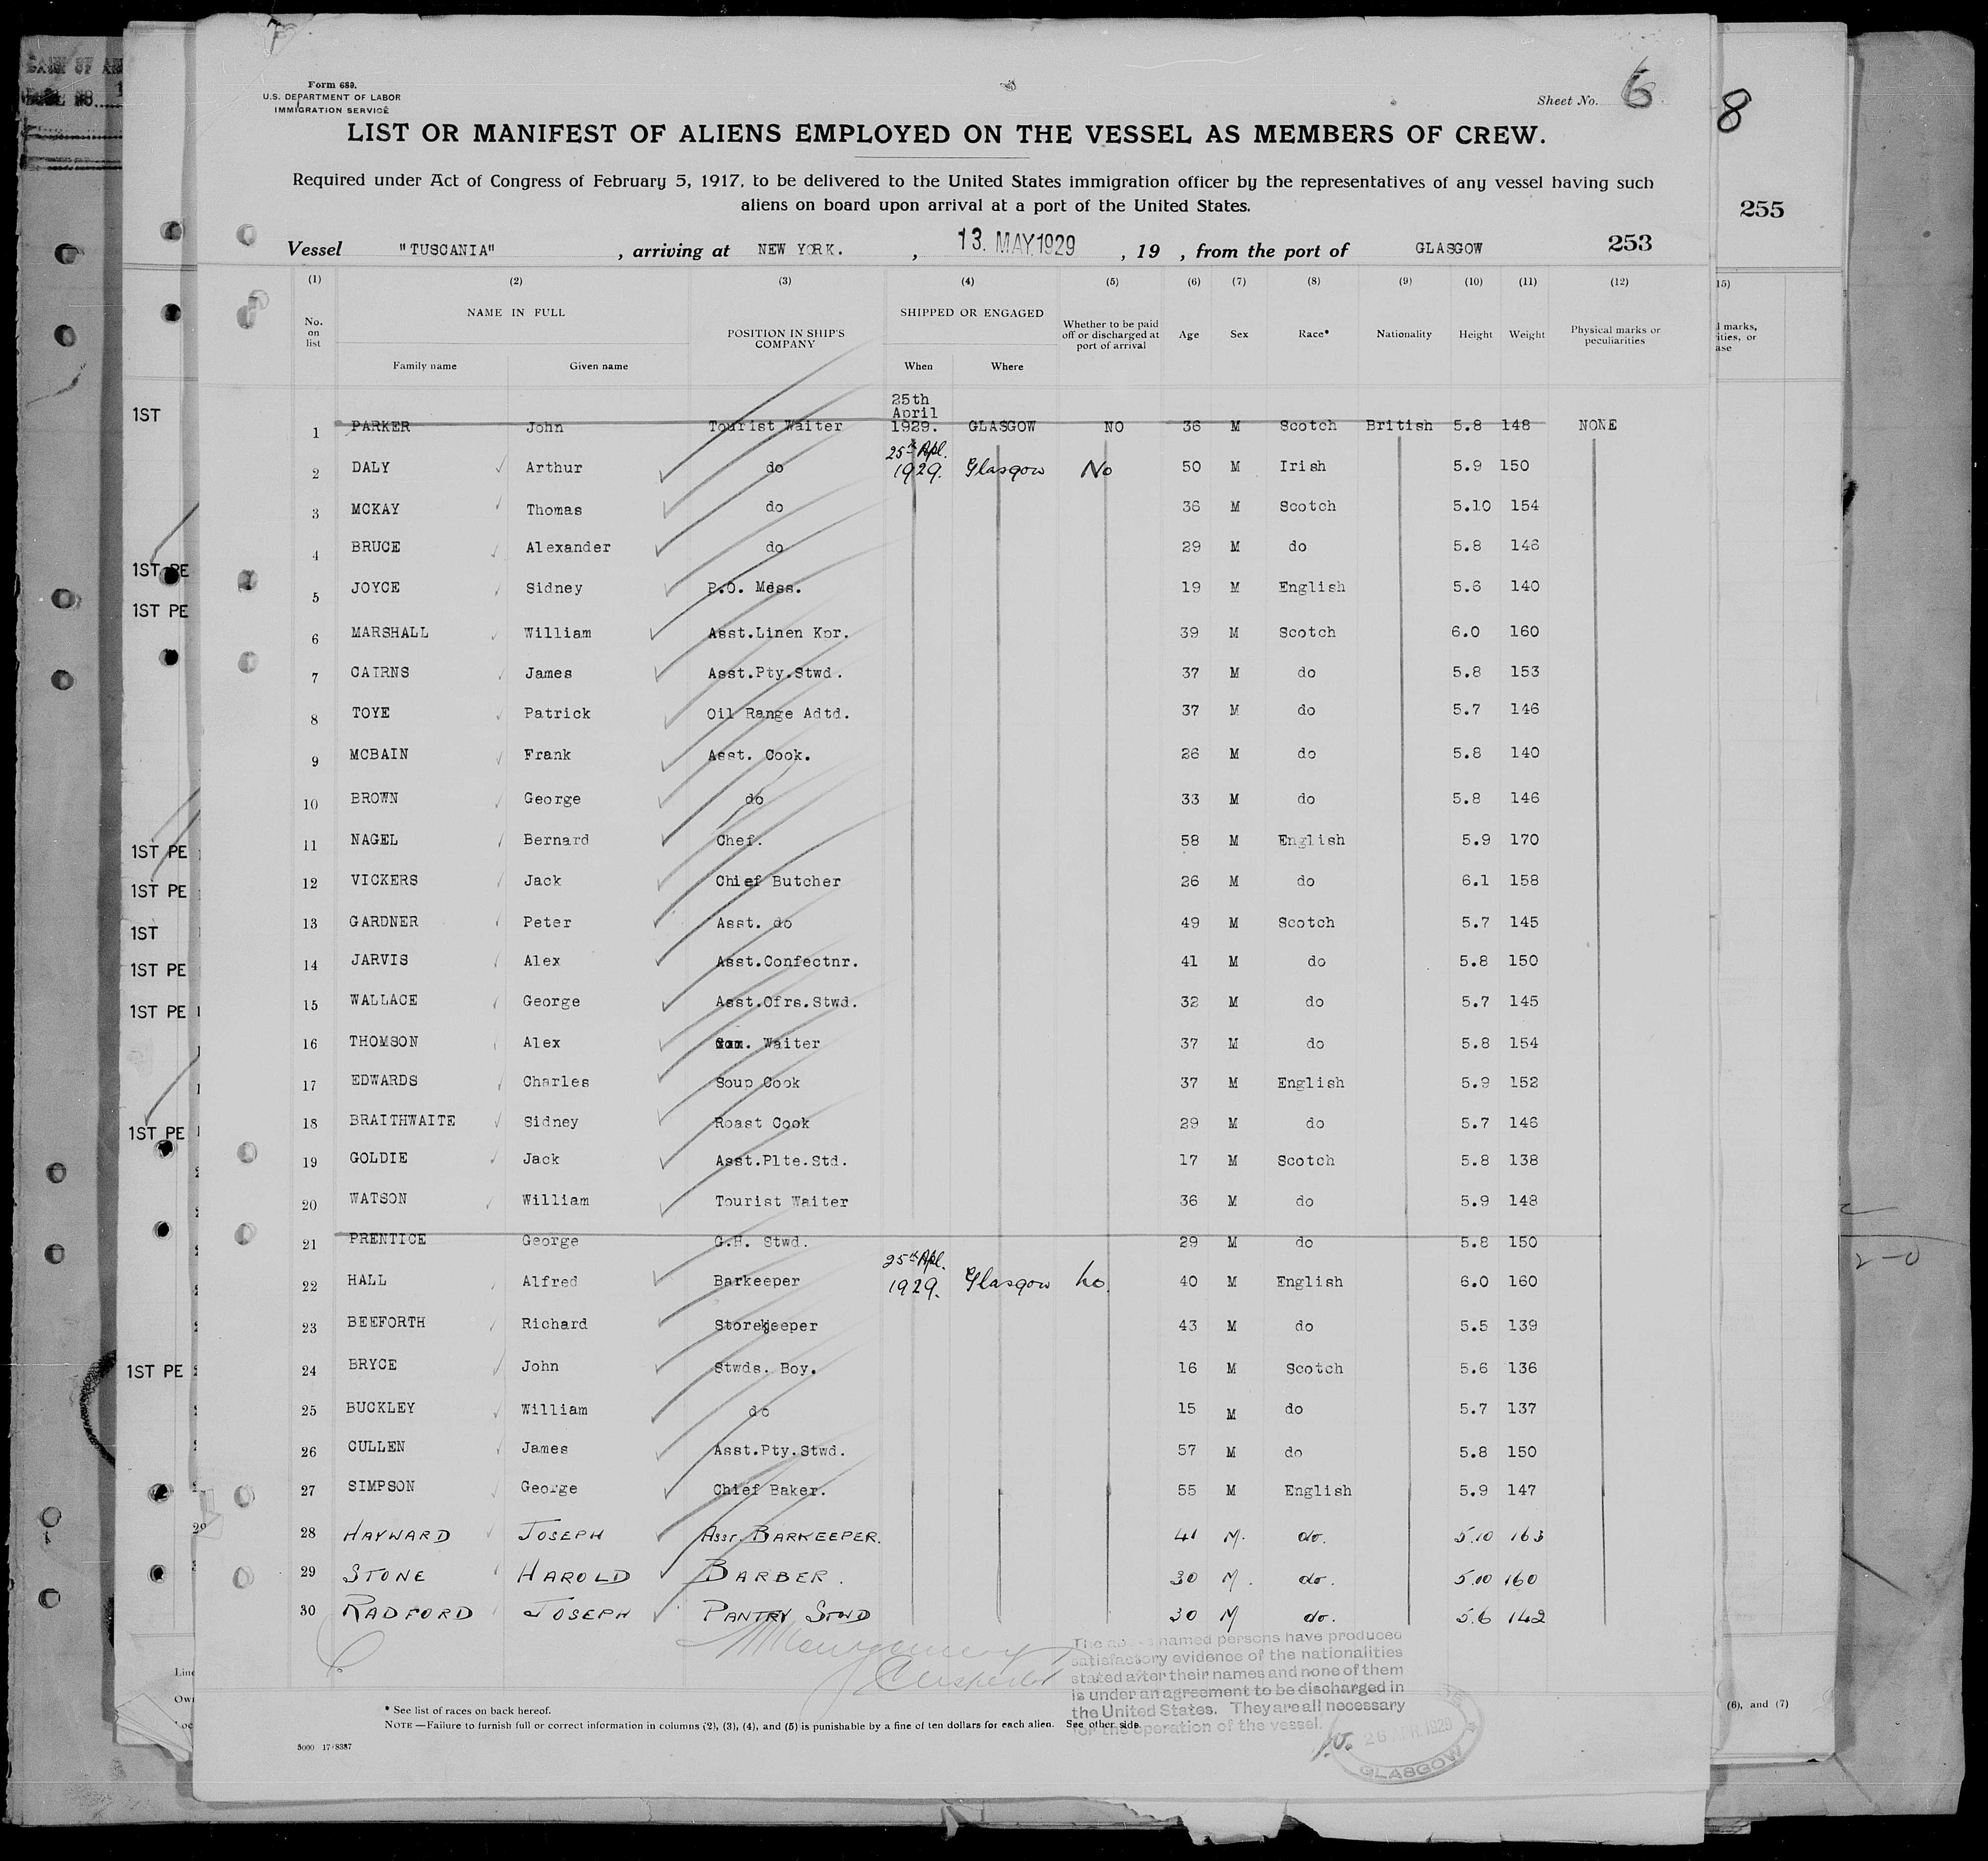 Form 689.
U.S. DEPARTMENT OF LABOR
IMMIGRATION SERVICE
Sheet No. 6
8
LIST OR MANIFEST OF ALIENS EMPLOYED ON THE VESSEL AS MEMBERS OF CREW.
Required under Act of Congress of February 5, 1917, to be delivered to the United States immigration officer by the representatives of any vessel having such
aliens on board upon arrival at a port of the United States.
255
Vessel "TUSCANIA" , arriving at NEW YORK. , 13. MAY 1929 , 19 , from the port of GLASGOW 253
(1) (2) (3) (4) (5) (6) (7) (8) (9) (10) (11) (12)
No. on list NAME IN FULL POSITION IN SHIP'S COMPANY SHIPPED OR ENGAGED Whether to be paid off or discharged at port of arrival Age Sex Race* Nationality Height Weight Physical marks or peculiarities
Family name Given name When Where
1 PARKER John Tourist Waiter 25th April 1929. GLASGOW NO 36 M Scotch British 5.8 148 NONE
2 DALY Arthur do 25th Apl. 1929. Glasgow No 50 M Irish 5.9 150
3 MCKAY Thomas do 36 M Scotch 5.10 154
4 BRUCE Alexander do 29 M do 5.8 146
5 JOYCE Sidney P.O. Mess. 19 M English 5.6 140
6 MARSHALL William Asst.Linen Kpr. 39 M Scotch 6.0 160
7 CAIRNS James Asst.Pty.Stwd. 37 M do 5.8 153
8 TOYE Patrick Oil Range Adtd. 37 M do 5.7 146
9 MCBAIN Frank Asst. Cook. 26 M do 5.8 140
10 BROWN George do 33 M do 5.8 146
11 NAGEL Bernard Chef. 58 M English 5.9 170
12 VICKERS Jack Chief Butcher 26 M do 6.1 158
13 GARDNER Peter Asst. do 49 M Scotch 5.7 145
14 JARVIS Alex Asst.Confectnr. 41 M do 5.8 150
15 WALLACE George Asst.Ofrs.Stwd. 32 M do 5.7 145
16 THOMSON Alex Waiter 37 M do 5.8 154
17 EDWARDS Charles Soup Cook 37 M English 5.9 152
18 BRAITHWAITE Sidney Roast Cook 29 M do 5.7 146
19 GOLDIE Jack Asst.Plte.Std. 17 M Scotch 5.8 138
20 WATSON William Tourist Waiter 36 M do 5.9 148
21 PRENTICE George G.H. Stwd. 29 M do 5.8 150
22 HALL Alfred Barkeeper 25th Apl. 1929. Glasgow No. 40 M English 6.0 160
23 BEEFORTH Richard Storekeeper 43 M do 5.5 139
24 BRYCE John Stwds. Boy. 16 M Scotch 5.6 136
25 BUCKLEY William do 15 M do 5.7 137
26 CULLEN James Asst.Pty.Stwd. 57 M do 5.8 150
27 SIMPSON George Chief Baker. 55 M English 5.9 147
28 HAYWARD JOSEPH ASST. BARKEEPER. 41 M. do. 5.10 163
29 STONE HAROLD BARBER. 30 M. do. 5.10 160
30 RADFORD JOSEPH PANTRY STWD 30 M do. 5.6 142
The above named persons have produced
satisfactory evidence of the nationalities
stated after their names and none of them
is under an agreement to be discharged in
the United States. They are all necessary
for the operation of the vessel.
* See list of races on back hereof.
NOTE—Failure to furnish full or correct information in columns (2), (3), (4), and (5) is punishable by a fine of ten dollars for each alien. See other side.
26 APR 1929
GLASGOW
1ST
1ST PE
1ST PE
1ST PE
1ST PE
1ST
1ST PE
1ST PE
1ST PE
1ST PE
29
(6), and (7)